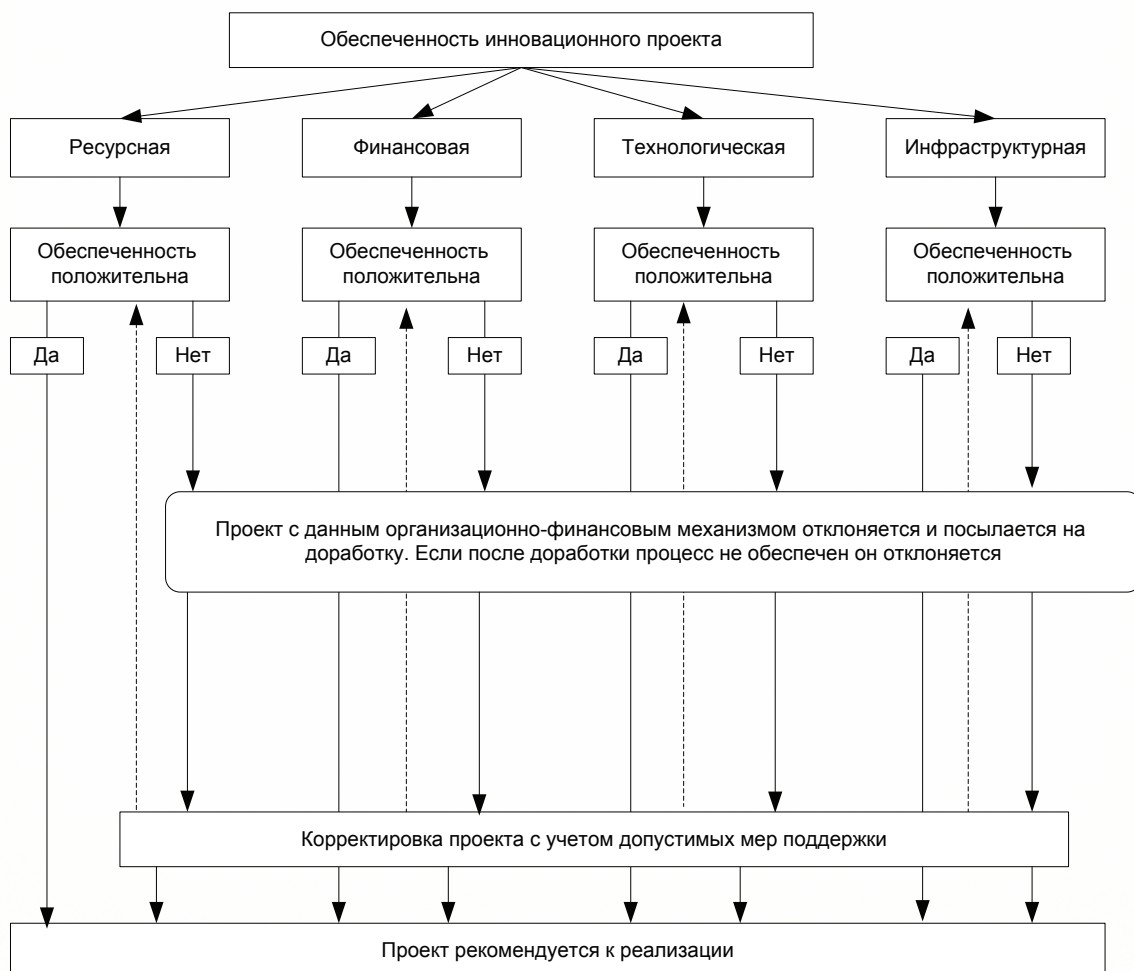 Обеспеченность инновационного проекта
Ресурсная
Финансовая
Технологическая
Инфраструктурная
Обеспеченность
положительна
Обеспеченность
положительна
Обеспеченность
положительна
Обеспеченность
положительна
Да
Нет
Да
Нет
Да
Нет
Да
Нет
Проект с данным организационно-финансовым механизмом отклоняется и посылается на
доработку. Если после доработки процесс не обеспечен он отклоняется
Корректировка проекта с учетом допустимых мер поддержки
Проект рекомендуется к реализации